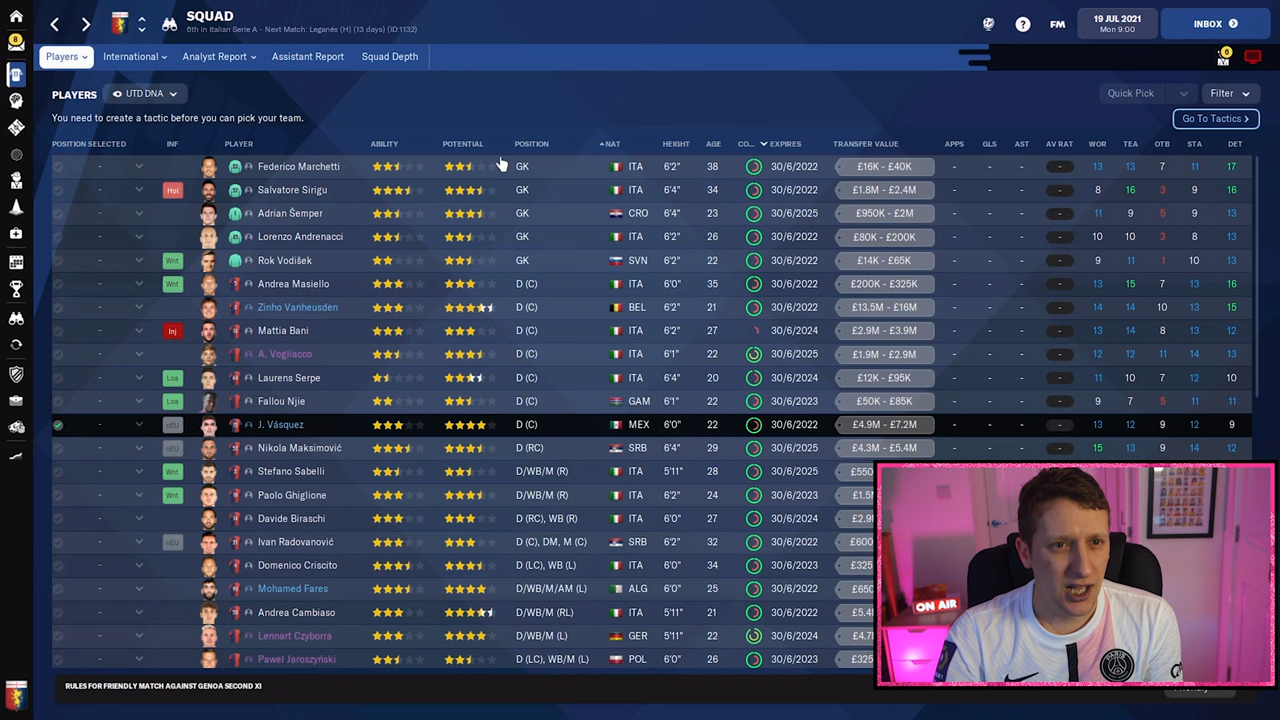 SQUAD
6th in Italian Serie A - Next Match: Leganés (H) (13 days) (ID:1132)
FM
19 JUL 2021
Mon 9:00
INBOX
8
Players
International
Analyst Report
Assistant Report
Squad Depth
6
PLAYERS
UTD DNA
Quick Pick
Filter
You need to create a tactic before you can pick your team.
Go To Tactics
POSITION SELECTED INF PLAYER ABILITY POTENTIAL POSITION NAT HEIGHT AGE CO... EXPIRES TRANSFER VALUE APPS GLS AST AV RAT WOR TEA OTB STA DET
- Federico Marchetti GK ITA 6'2" 38 30/6/2022 £16K - £40K - - - - 13 13 7 11 17
- Hol Salvatore Sirigu GK ITA 6'4" 34 30/6/2022 £1.8M - £2.4M - - - - 8 16 3 9 16
- Adrian Šemper GK CRO 6'4" 23 30/6/2025 £950K - £2M - - - - 11 9 5 9 13
- Lorenzo Andrenacci GK ITA 6'2" 26 30/6/2022 £80K - £200K - - - - 10 10 3 8 13
- Wnt Rok Vodišek GK SVN 6'2" 22 30/6/2022 £14K - £65K - - - - 9 11 1 10 13
- Wnt Andrea Masiello D (C) ITA 6'0" 35 30/6/2022 £200K - £325K - - - - 13 15 7 13 16
- Zinho Vanheusden D (C) BEL 6'2" 21 30/6/2022 £13.5M - £16M - - - - 14 14 10 13 15
- Inj Mattia Bani D (C) ITA 6'2" 27 30/6/2024 £2.9M - £3.9M - - - - 13 14 8 13 12
- A. Vogliacco D (C) ITA 6'1" 22 30/6/2025 £1.9M - £2.9M - - - - 12 12 11 14 13
- Loa Laurens Serpe D (C) ITA 6'4" 20 30/6/2024 £12K - £95K - - - - 11 10 7 12 10
- Loa Fallou Njie D (C) GAM 6'1" 22 30/6/2023 £50K - £85K - - - - 9 7 5 11 11
- nEU J. Vásquez D (C) MEX 6'0" 22 30/6/2022 £4.9M - £7.2M - - - - 13 12 9 12 9
- nEU Nikola Maksimović D (RC) SRB 6'4" 29 30/6/2022 £4.3M - £5.4M - - - - 15 13 9 14 12
- Wnt Stefano Sabelli D/WB/M (R) ITA 5'11" 28 30/6/2022 £550
- Wnt Paolo Ghiglione D/WB/M (R) ITA 6'2" 24 30/6/2023 £1.5
- Davide Biraschi D (RC), WB (R) ITA 6'0" 27 30/6/2024 £2.9
- nEU Ivan Radovanović D (C), DM, M (C) SRB 6'2" 32 30/6/2022 £600
- Domenico Criscito D (LC), WB (L) ITA 6'0" 34 30/6/2023 £325
- Mohamed Fares D/WB/M/AM (L) ALG 6'0" 25 30/6/2022 £650
- Andrea Cambiaso D/WB/M (RL) ITA 5'11" 21 30/6/2023 £5.4
- Lennart Czyborra D/WB/M (L) GER 5'11" 22 30/6/2024 £4.7
- Paweł Jaroszyński D (LC), WB/M (L) POL 6'0" 26 30/6/2023 £325
ON AIR
PARIS
RULES FOR FRIENDLY MATCH AGAINST GENOA SECOND XI